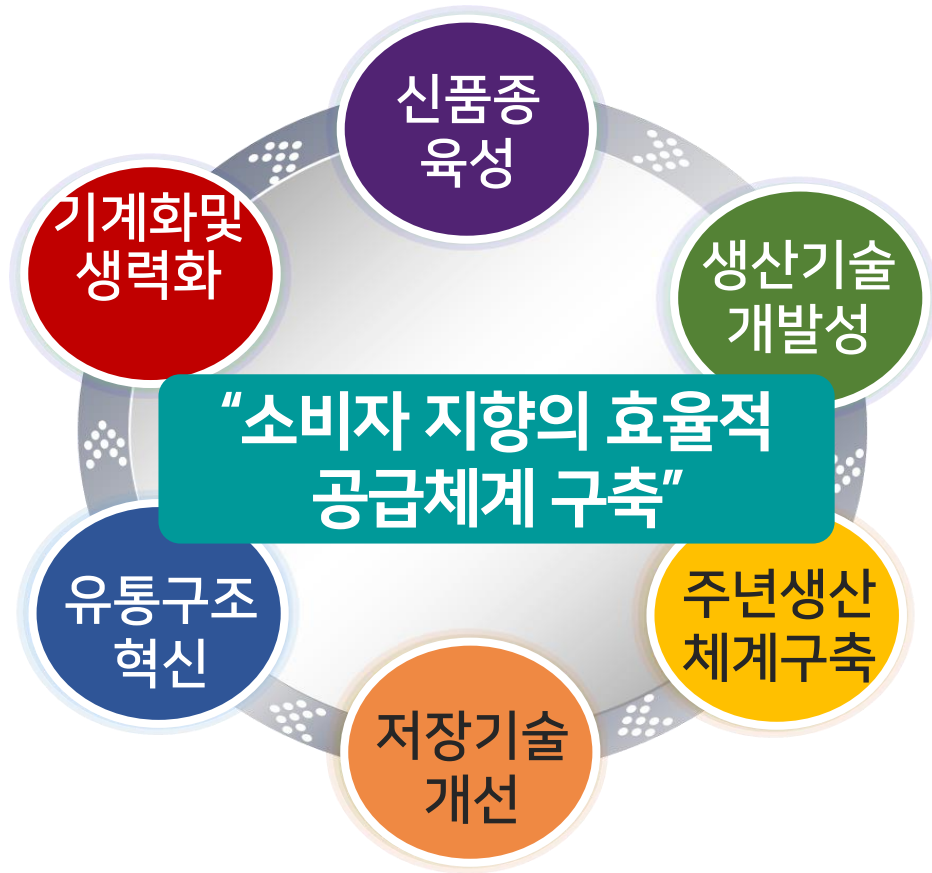 신품종
육성
기계화및
생력화
생산기술
개발성
“소비자 지향의 효율적
공급체계 구축”
유통구조
혁신
주년생산
체계구축
저장기술
개선